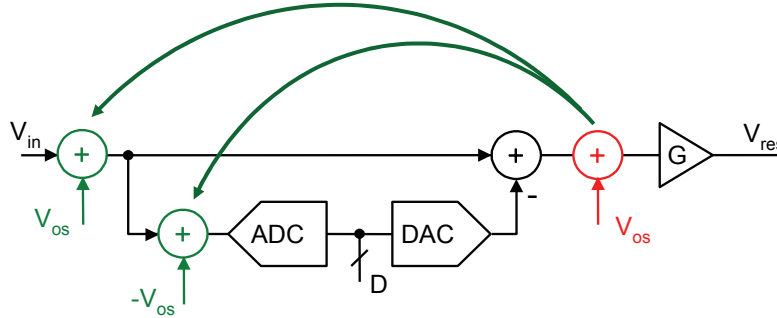 V_in
+
+
+
G
V_res
-
V_os
+
ADC
DAC
D
V_os
-V_os